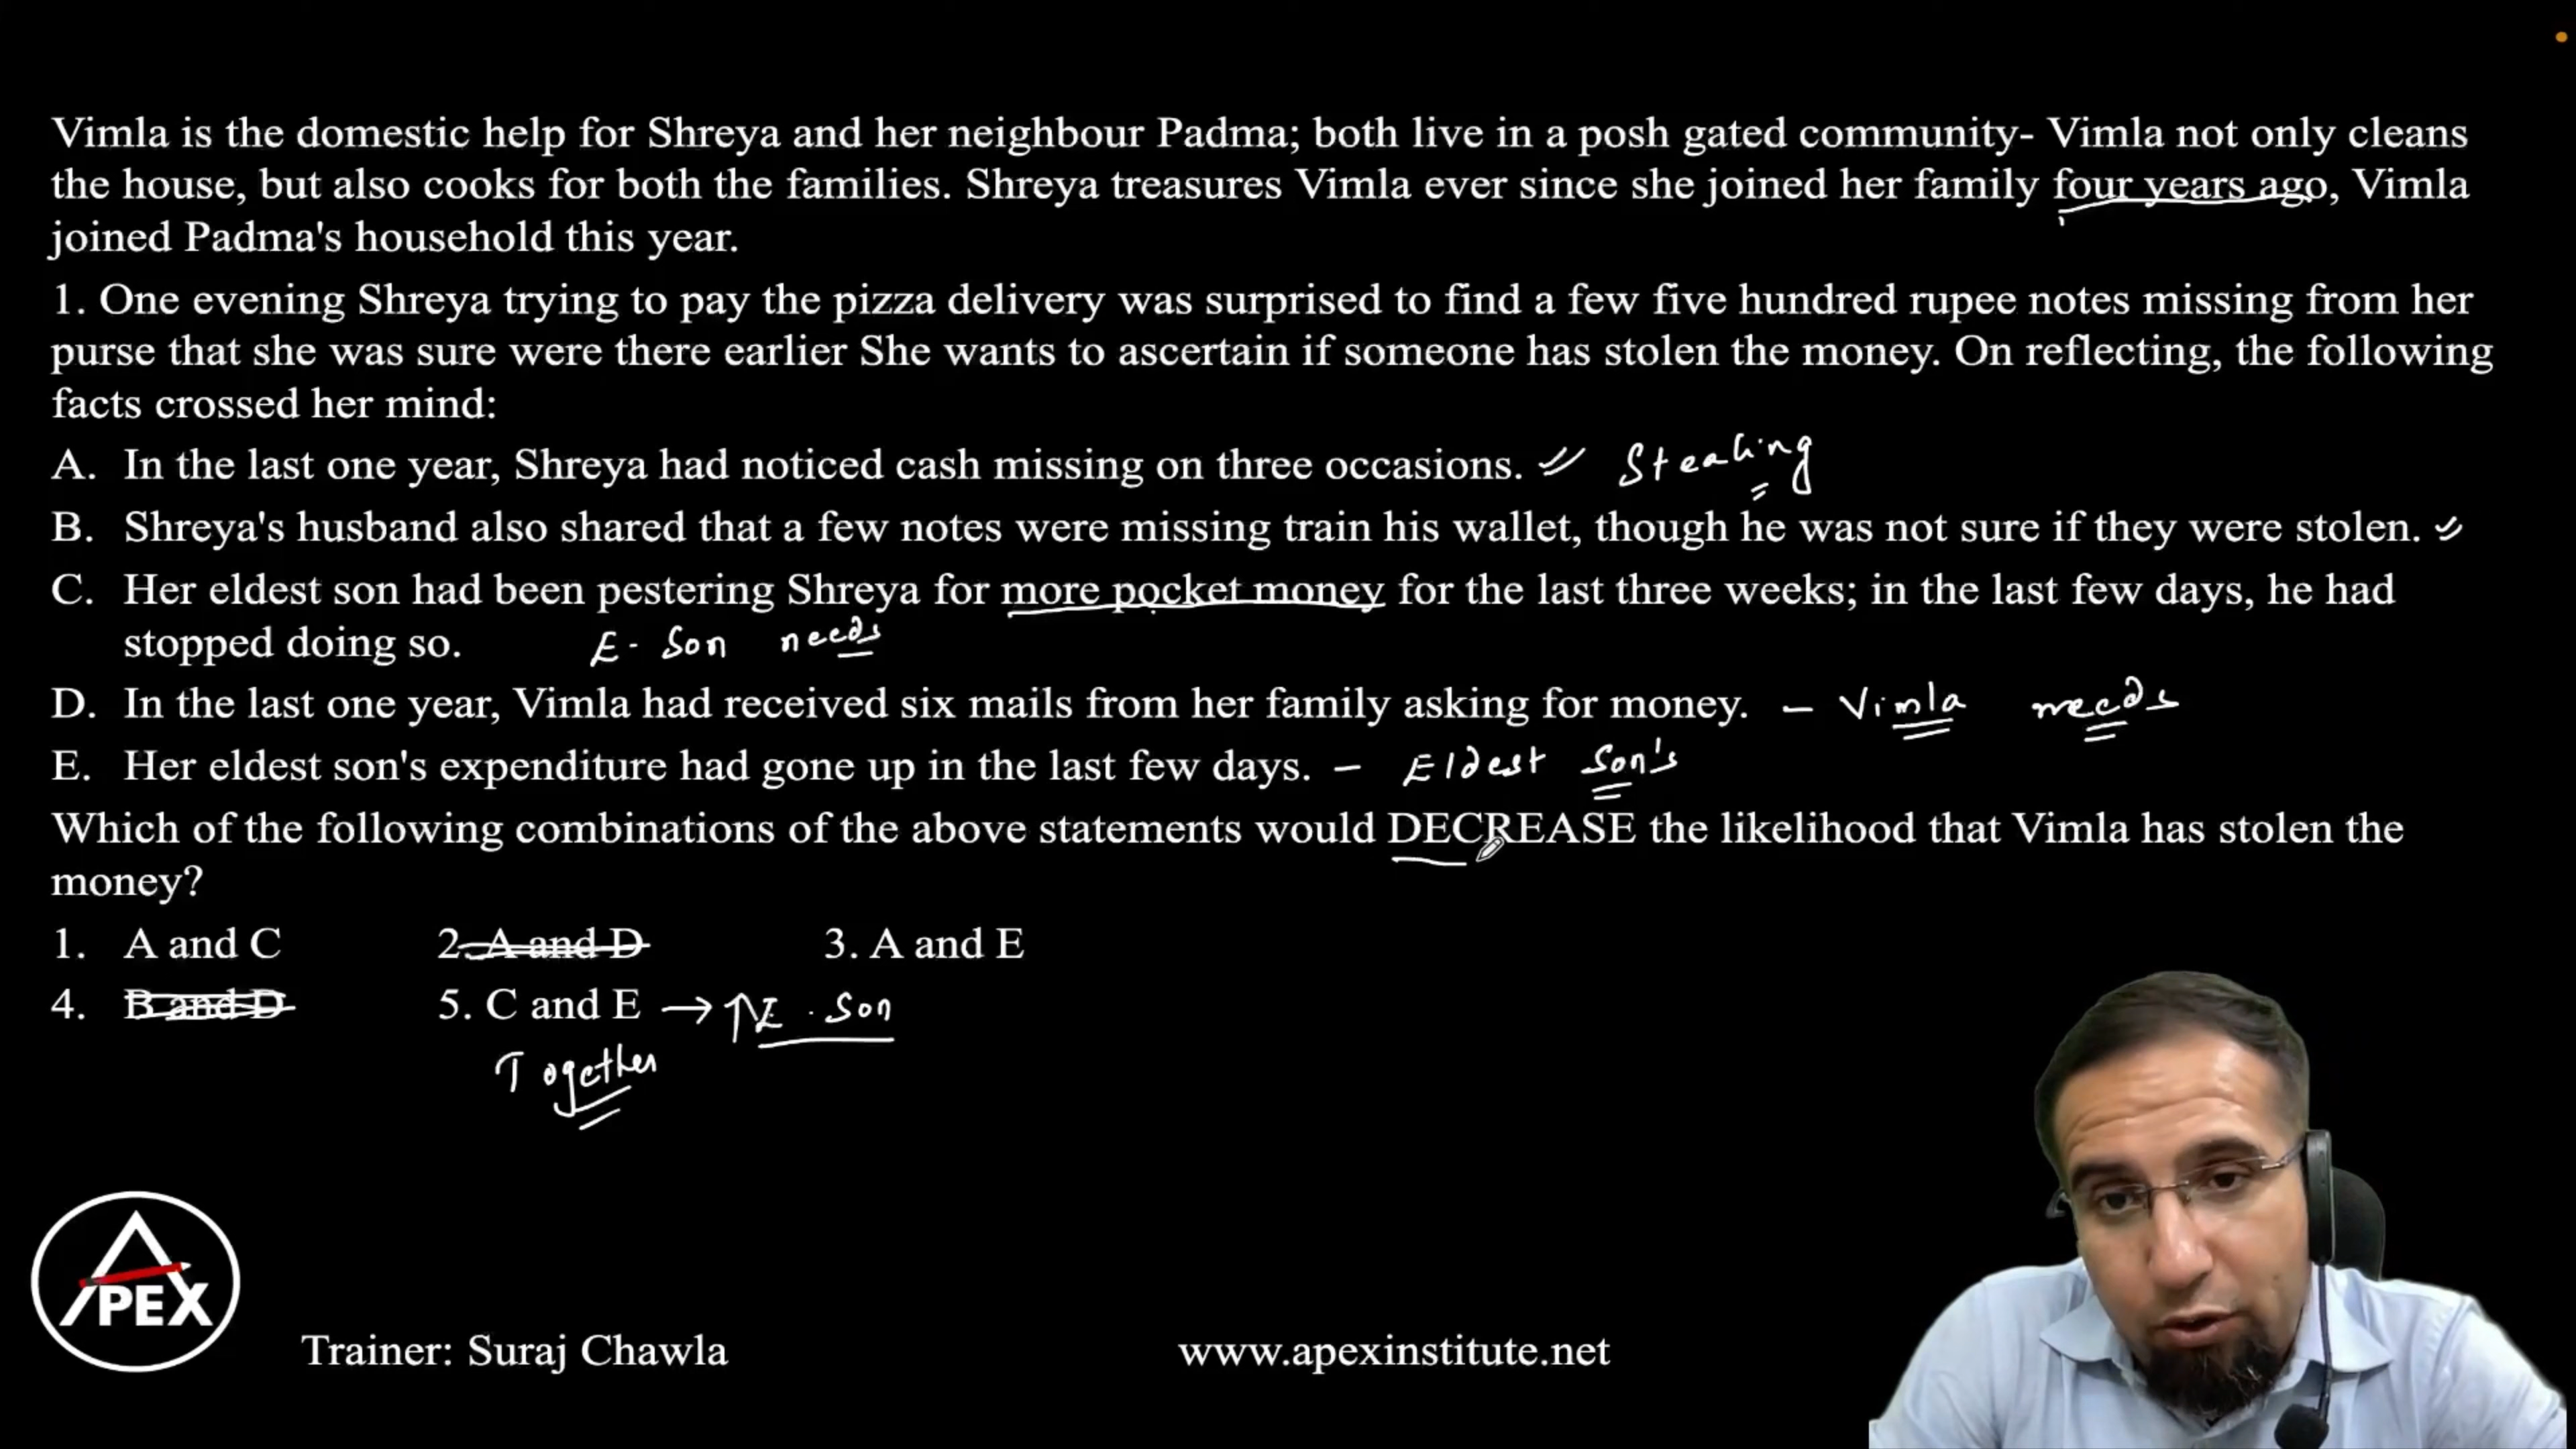 Vimla is the domestic help for Shreya and her neighbour Padma; both live in a posh gated community- Vimla not only cleans
the house, but also cooks for both the families. Shreya treasures Vimla ever since she joined her family four years ago, Vimla
joined Padma's household this year.
1. One evening Shreya trying to pay the pizza delivery was surprised to find a few five hundred rupee notes missing from her
purse that she was sure were there earlier She wants to ascertain if someone has stolen the money. On reflecting, the following
facts crossed her mind:
A. In the last one year, Shreya had noticed cash missing on three occasions. Stealing
B. Shreya's husband also shared that a few notes were missing train his wallet, though he was not sure if they were stolen.
C. Her eldest son had been pestering Shreya for more pocket money for the last three weeks; in the last few days, he had
stopped doing so. E. Son needs
D. In the last one year, Vimla had received six mails from her family asking for money. – Vimla needs
E. Her eldest son's expenditure had gone up in the last few days. – Eldest Son's
Which of the following combinations of the above statements would DECREASE the likelihood that Vimla has stolen the
money?
1. A and C 2. A and D 3. A and E
4. B and D 5. C and E → ↑E. Son
Together
APEX
Trainer: Suraj Chawla www.apexinstitute.net